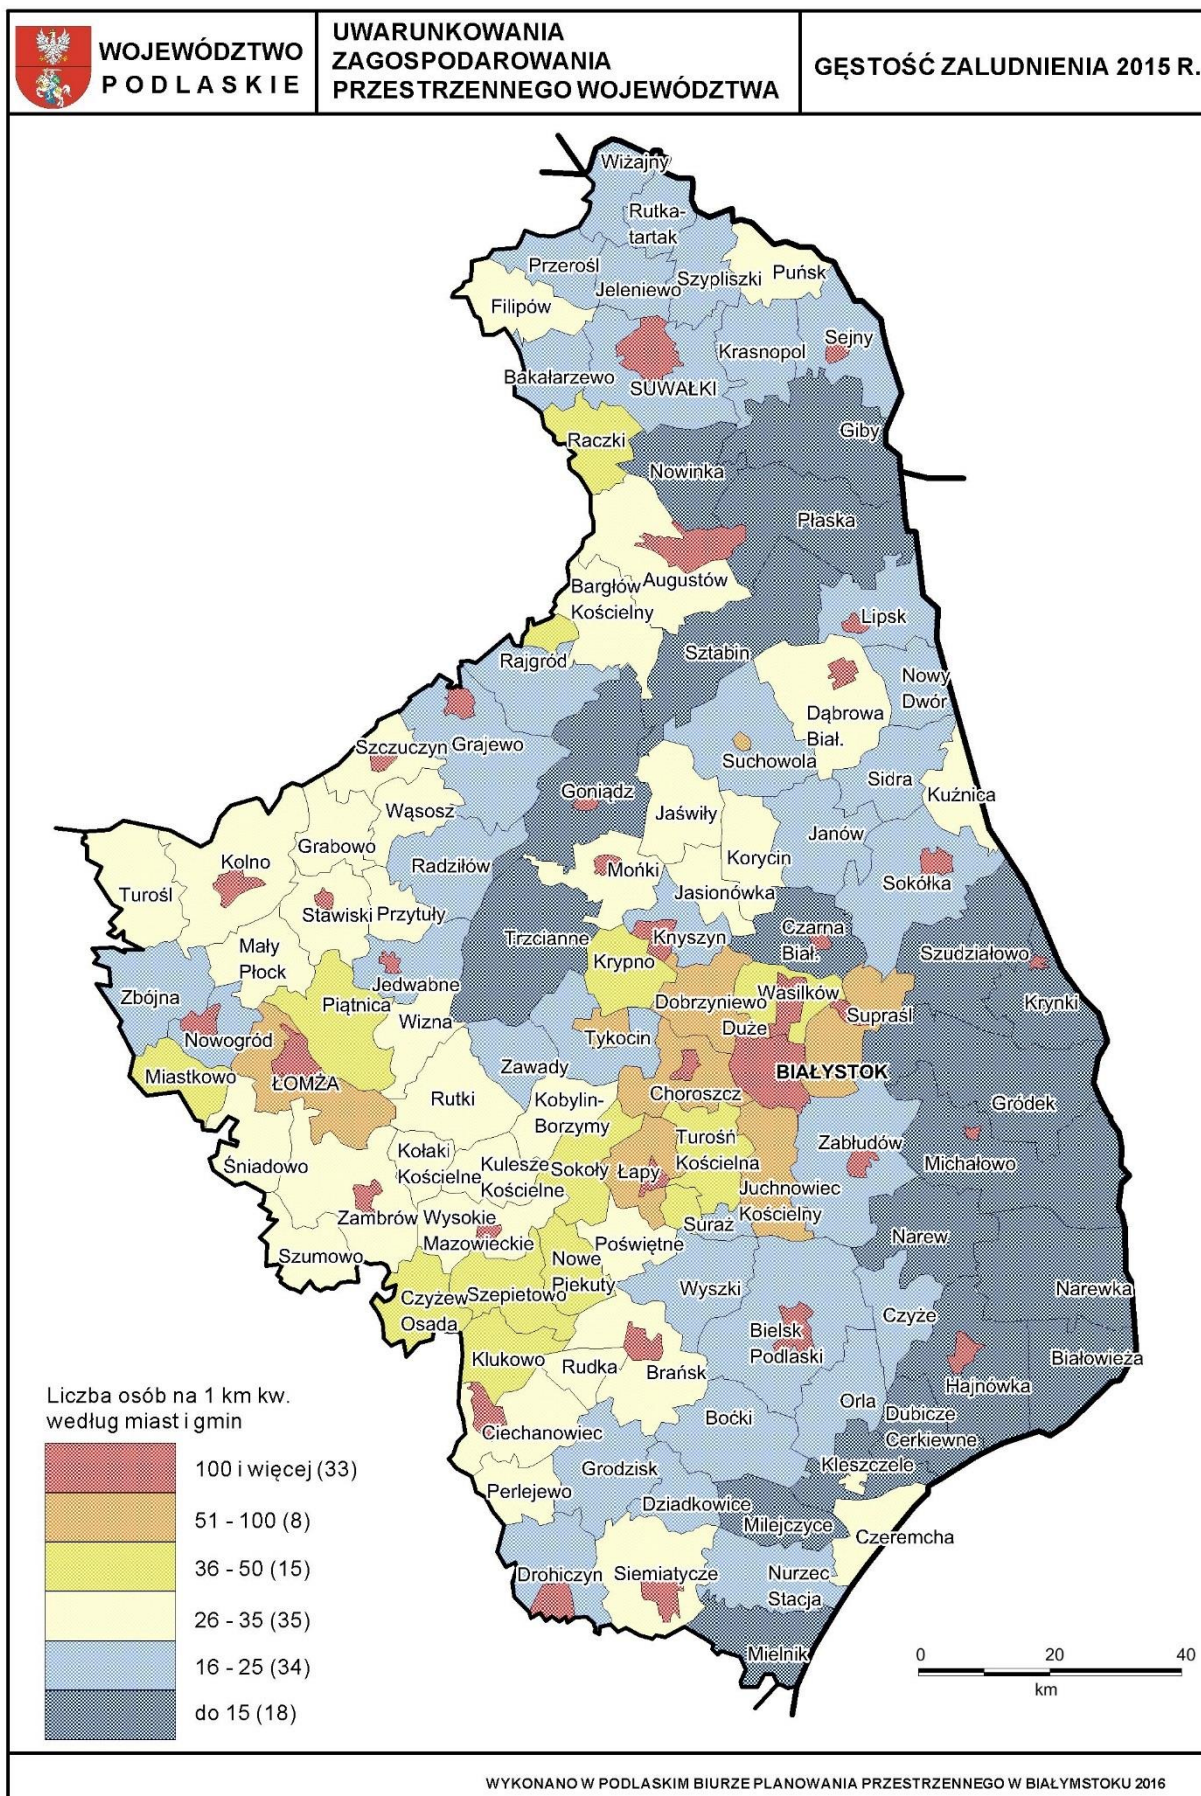 WOJEWÓDZTWO
PODLASKIE
UWARUNKOWANIA
ZAGOSPODAROWANIA
PRZESTRZENNEGO WOJEWÓDZTWA
GĘSTOŚĆ ZALUDNIENIA 2015 R.
Wiżajny
Rutka-
tartak
Przerośl
Jeleniewo
Szypliszki
Puńsk
Filipów
Sejny
Krasnopol
Bakałarzewo
SUWAŁKI
Giby
Raczki
Nowinka
Płaska
Augustów
Bargłów
Kościelny
Lipsk
Sztabin
Rajgród
Nowy
Dwór
Dąbrowa
Biał.
Szczuczyn
Grajewo
Suchowola
Sidra
Kuźnica
Goniądz
Wąsosz
Jaświły
Janów
Grabowo
Kolno
Radziłów
Mońki
Korycin
Sokółka
Turośl
Jasionówka
Stawiski
Przytuły
Czarna
Biał.
Trzcianne
Knyszyn
Szudziałowo
Mały
Płock
Krypno
Jedwabne
Zbójna
Wasilków
Krynki
Piątnica
Dobrzyniewo
Duże
Supraśl
Wizna
Nowogród
Tykocin
Zawady
Miastkowo
ŁOMŻA
BIAŁYSTOK
Choroszcz
Rutki
Kobylin-
Borzymy
Gródek
Turośń
Kościelna
Zabłudów
Kołaki
Kościelne
Kulesze
Kościelne
Sokoły
Łapy
Michałowo
Śniadowo
Juchnowiec
Kościelny
Zambrów
Wysokie
Mazowieckie
Suraż
Narew
Szumowo
Nowe
Piekuty
Poświętne
Wyszki
Narewka
Czyżew
Osada
Szepietowo
Czyże
Bielsk
Podlaski
Białowieża
Klukowo
Rudka
Brańsk
Hajnówka
Orla
Dubicze
Cerkiewne
Boćki
Ciechanowiec
Kleszczele
Grodzisk
Perlejewo
Dziadkowice
Milejczyce
Czeremcha
Drohiczyn
Siemiatycze
Nurzec
Stacja
Mielnik
Liczba osób na 1 km kw.
według miast i gmin
100 i więcej (33)
51 - 100 (8)
36 - 50 (15)
26 - 35 (35)
16 - 25 (34)
do 15 (18)
0 20 40
km
WYKONANO W PODLASKIM BIURZE PLANOWANIA PRZESTRZENNEGO W BIAŁYMSTOKU 2016